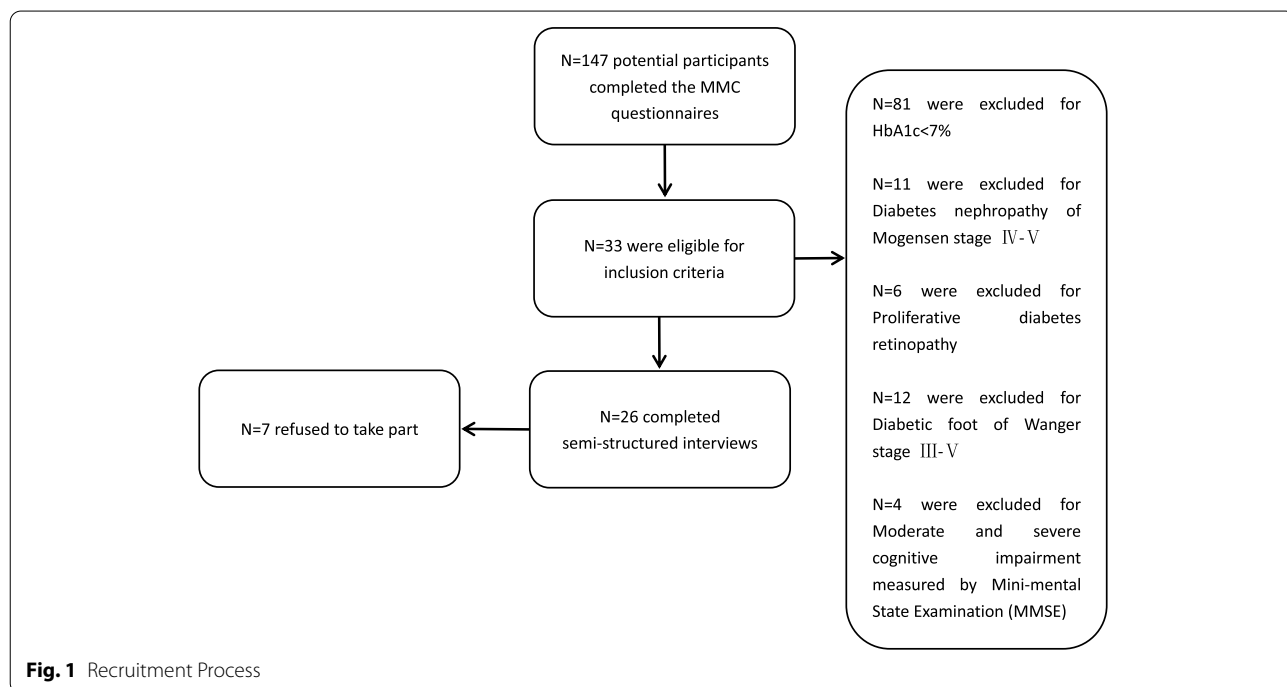 N=147 potential participants
completed the MMC
questionnaires
N=33 were eligible for
inclusion criteria
N=7 refused to take part
N=26 completed
semi-structured interviews
N=81 were excluded for
HbA1c<7%
N=11 were excluded for
Diabetes nephropathy of
Mogensen stage Ⅳ-Ⅴ
N=6 were excluded for
Proliferative diabetes
retinopathy
N=12 were excluded for
Diabetic foot of Wanger
stage Ⅲ-Ⅴ
N=4 were excluded for
Moderate and severe
cognitive impairment
measured by Mini-mental
State Examination (MMSE)
Fig. 1 Recruitment Process